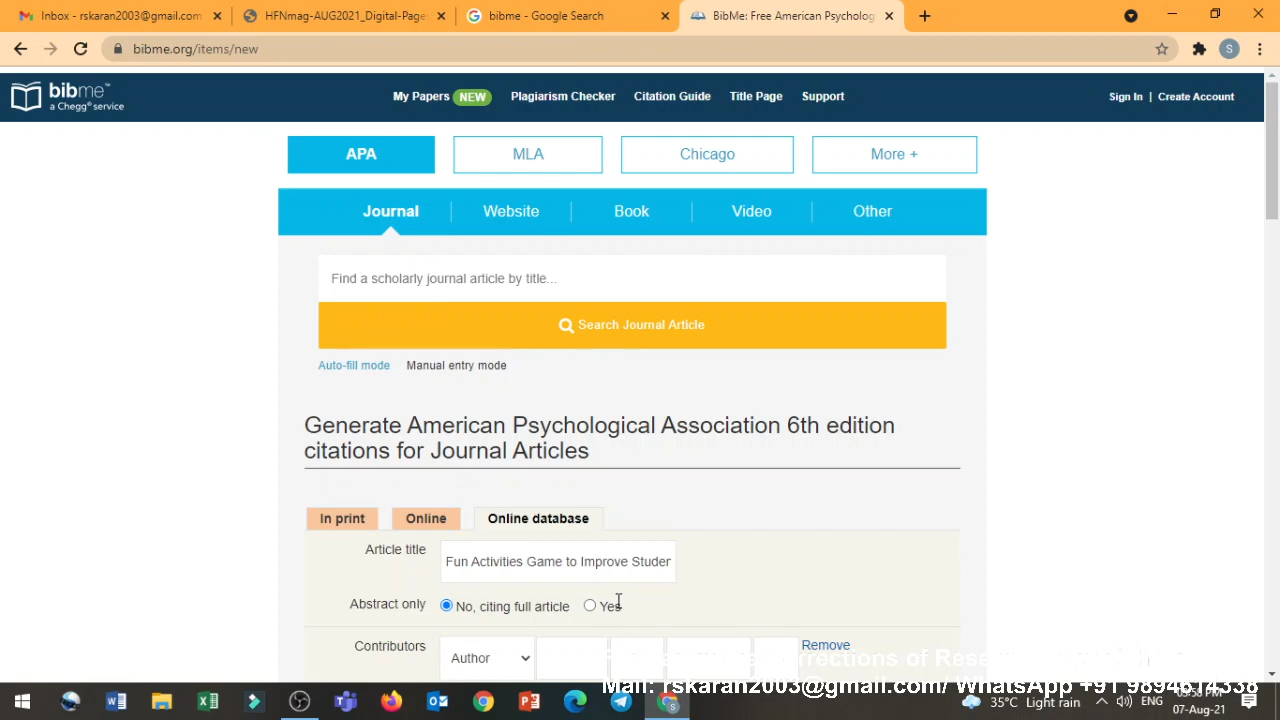 Inbox - rskaran2003@gmail.com
HFNmag-AUG2021_Digital-Page
bibme - Google Search
BibMe: Free American Psycholog
bibme.org/items/new
S
bibme™
a Chegg® service
My Papers NEW
Plagiarism Checker
Citation Guide
Title Page
Support
Sign In | Create Account
APA
MLA
Chicago
More +
Journal
Website
Book
Video
Other
Find a scholarly journal article by title...
Search Journal Article
Auto-fill mode
Manual entry mode
Generate American Psychological Association 6th edition
citations for Journal Articles
In print
Online
Online database
Article title
Fun Activities Game to Improve Studen
Abstract only
No, citing full article
Yes
Contributors
Author
Remove
corrections of Rese
Mail: rskaran2003@gmail.com/ WhatsApp +91 9894614338
35°C Light rain
ENG
07-Aug-21